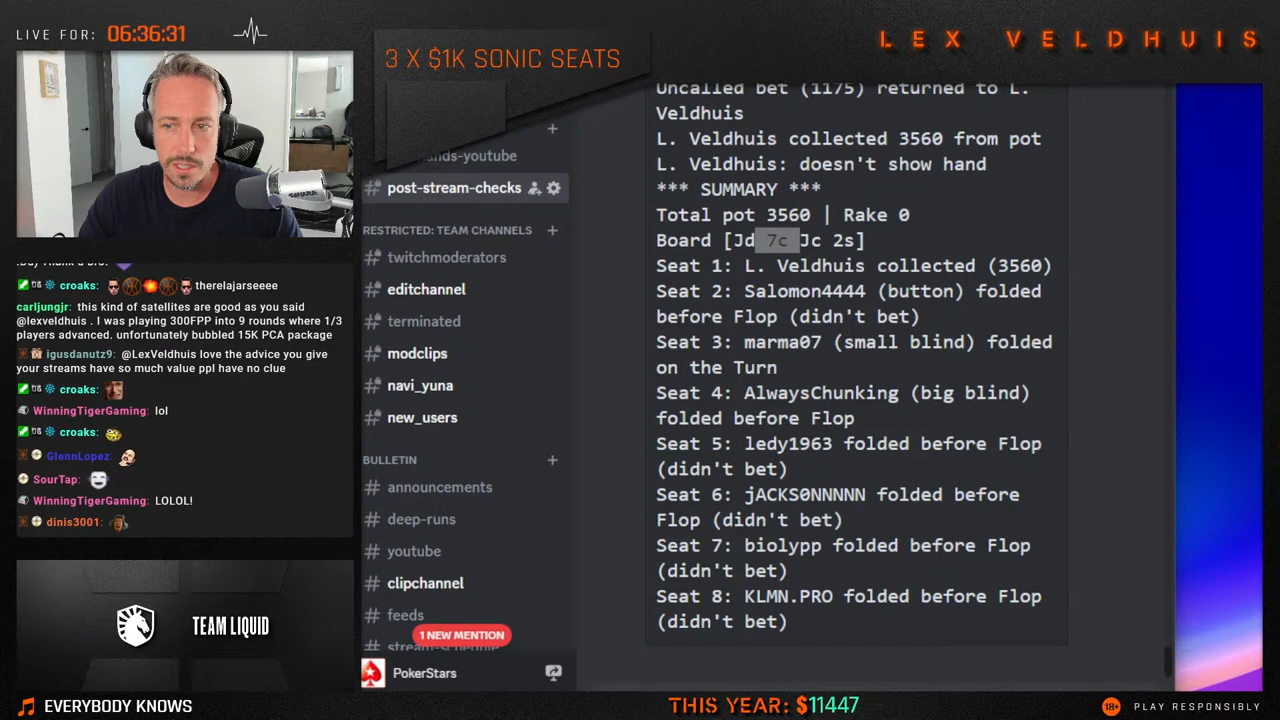 LIVE FOR: 06:36:31
3 X $1K SONIC SEATS
LEX VELDHUIS
croaks: therelajarseeee
carljungjr: this kind of satellites are good as you said
@lexveldhuis . I was playing 300FPP into 9 rounds where 1/3
players advanced. unfortunately bubbled 15K PCA package
igusdanutz9: @LexVeldhuis love the advice you give
your streams have so much value ppl have no clue
croaks:
WinningTigerGaming: lol
croaks:
GlennLopez:
SourTap:
WinningTigerGaming: LOLOL!
dinis3001:
TEAM LIQUID
ands-youtube
# post-stream-checks
RESTRICTED: TEAM CHANNELS +
# twitchmoderators
# editchannel
# terminated
# modclips
# navi_yuna
# new_users
BULLETIN +
# announcements
# deep-runs
# youtube
# clipchannel
# feeds
1 NEW MENTION
PokerStars
Uncalled bet (1175) returned to L.
Veldhuis
L. Veldhuis collected 3560 from pot
L. Veldhuis: doesn't show hand
*** SUMMARY ***
Total pot 3560 | Rake 0
Board [Jd 7c Jc 2s]
Seat 1: L. Veldhuis collected (3560)
Seat 2: Salomon4444 (button) folded
before Flop (didn't bet)
Seat 3: marma07 (small blind) folded
on the Turn
Seat 4: AlwaysChunking (big blind)
folded before Flop
Seat 5: ledy1963 folded before Flop
(didn't bet)
Seat 6: jACKS0NNNNN folded before
Flop (didn't bet)
Seat 7: biolypp folded before Flop
(didn't bet)
Seat 8: KLMN.PRO folded before Flop
(didn't bet)
EVERYBODY KNOWS
THIS YEAR: $11447
18+ PLAY RESPONSIBLY